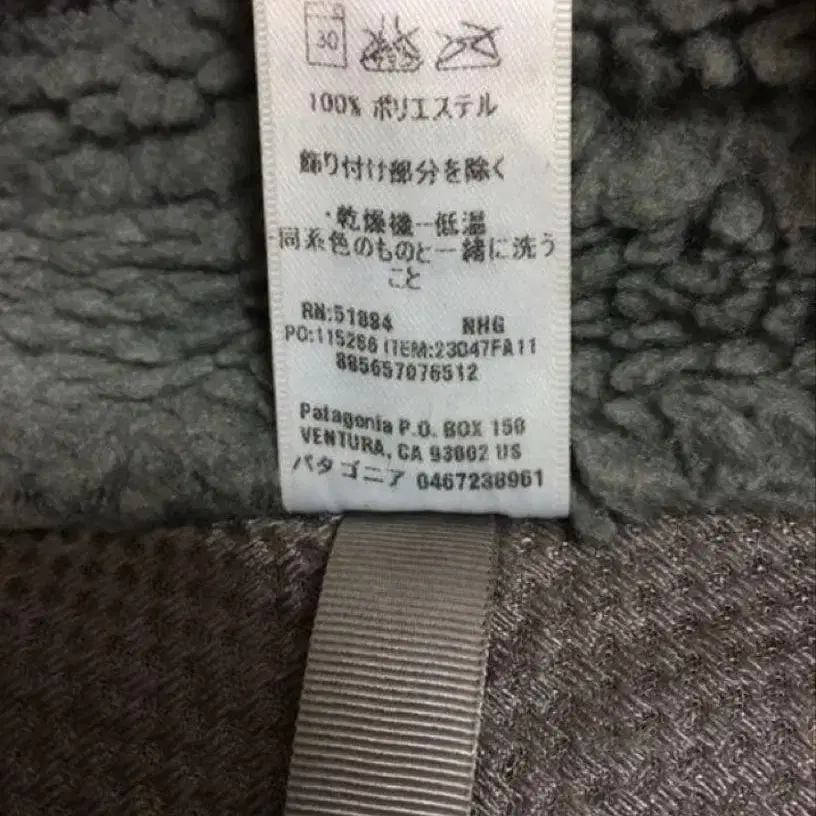 30
100% ポリエステル
飾り付け部分を除く
・乾燥機ー低温
・同系色のものと一緒に洗う
こと
RN:51884 NHG
PO:115286 ITEM:23047FA11
885657076512
Patagonia P.O. BOX 150
VENTURA, CA 93002 US
パタゴニア 0467238961